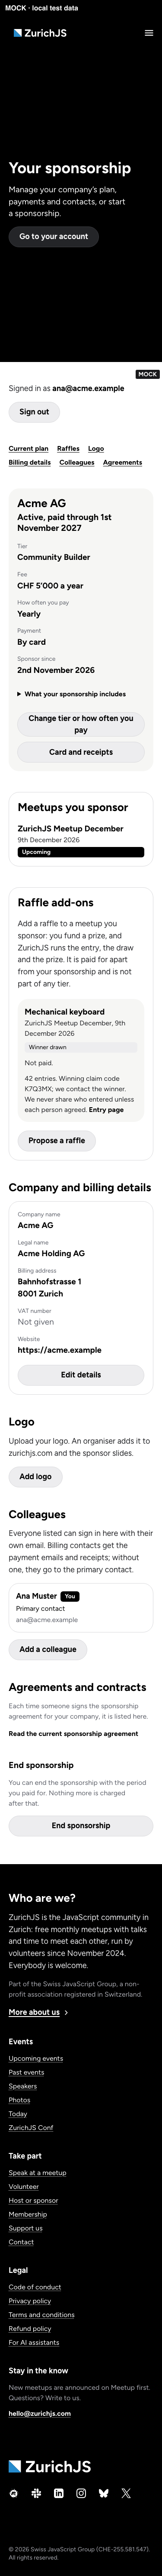 MOCK · local test data
ZurichJS
Your sponsorship
Manage your company's plan,
payments and contacts, or start
a sponsorship.
Go to your account
MOCK
Signed in as ana@acme.example
Sign out
Current plan Raffles Logo
Billing details Colleagues Agreements
Acme AG
Active, paid through 1st
November 2027
Tier
Community Builder
Fee
CHF 5'000 a year
How often you pay
Yearly
Payment
By card
Sponsor since
2nd November 2026
What your sponsorship includes
Change tier or how often you
pay
Card and receipts
Meetups you sponsor
ZurichJS Meetup December
9th December 2026
Upcoming
Raffle add-ons
Add a raffle to a meetup you
sponsor: you fund a prize, and
ZurichJS runs the entry, the draw
and the prize. It is paid for apart
from your sponsorship and is not
part of any tier.
Mechanical keyboard
ZurichJS Meetup December, 9th
December 2026
Winner drawn
Not paid.
42 entries. Winning claim code
K7Q3MX; we contact the winner.
We never share who entered unless
each person agreed. Entry page
Propose a raffle
Company and billing details
Company name
Acme AG
Legal name
Acme Holding AG
Billing address
Bahnhofstrasse 1
8001 Zurich
VAT number
Not given
Website
https://acme.example
Edit details
Logo
Upload your logo. An organiser adds it to
zurichjs.com and the sponsor slides.
Add logo
Colleagues
Everyone listed can sign in here with their
own email. Billing contacts get the
payment emails and receipts; without
one, they go to the primary contact.
Ana Muster You
Primary contact
ana@acme.example
Add a colleague
Agreements and contracts
Each time someone signs the sponsorship
agreement for your company, it is listed here.
Read the current sponsorship agreement
End sponsorship
You can end the sponsorship with the period
you paid for. Nothing more is charged
after that.
End sponsorship
Who are we?
ZurichJS is the JavaScript community in
Zurich: free monthly meetups with talks
and time to meet each other, run by
volunteers since November 2024.
Everybody is welcome.
Part of the Swiss JavaScript Group, a non-
profit association registered in Switzerland.
More about us
Events
Upcoming events
Past events
Speakers
Photos
Today
ZurichJS Conf
Take part
Speak at a meetup
Volunteer
Host or sponsor
Membership
Support us
Contact
Legal
Code of conduct
Privacy policy
Terms and conditions
Refund policy
For AI assistants
Stay in the know
New meetups are announced on Meetup first.
Questions? Write to us.
hello@zurichjs.com
ZurichJS
© 2026 Swiss JavaScript Group (CHE-255.581.547).
All rights reserved.